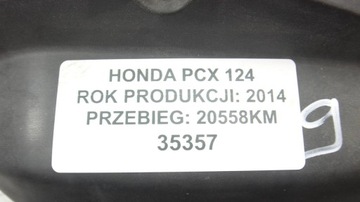 HONDA PCX 124
ROK PRODUKCJI: 2014
PRZEBIEG: 20558KM
35357